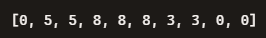 [0, 5, 5, 8, 8, 8, 3, 3, 0, 0]